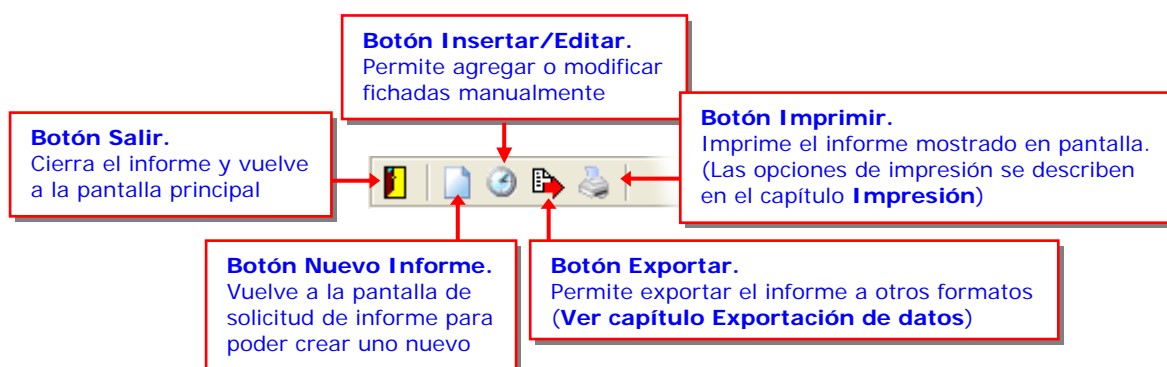 Botón Insertar/Editar.
Permite agregar o modificar
fichadas manualmente
Botón Salir.
Cierra el informe y vuelve
a la pantalla principal
Botón Imprimir.
Imprime el informe mostrado en pantalla.
(Las opciones de impresión se describen
en el capítulo Impresión)
Botón Nuevo Informe.
Vuelve a la pantalla de
solicitud de informe para
poder crear uno nuevo
Botón Exportar.
Permite exportar el informe a otros formatos
(Ver capítulo Exportación de datos)